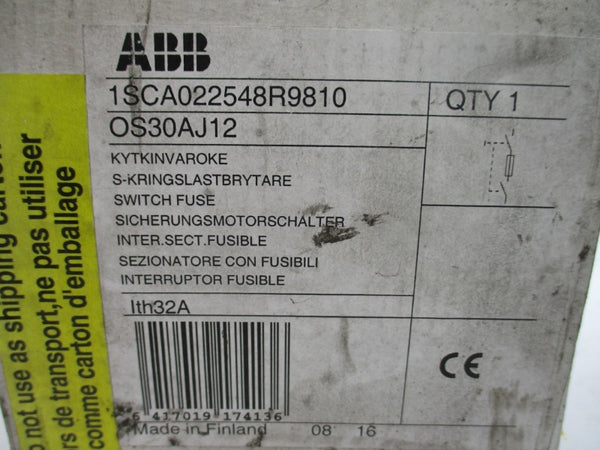 ABB
1SCA022548R9810
QTY 1
OS30AJ12
KYTKINVAROKE
S-KRINGSLASTBRYTARE
SWITCH FUSE
SICHERUNGSMOTORSCHALTER
INTER.SECT.FUSIBLE
SEZIONATORE CON FUSIBILI
INTERRUPTOR FUSIBLE
Ith32A
6 417019 174136
Made in Finland 08 16
CE
not use as shipping
rs de transport,ne pas utiliser
comme carton d'emballage